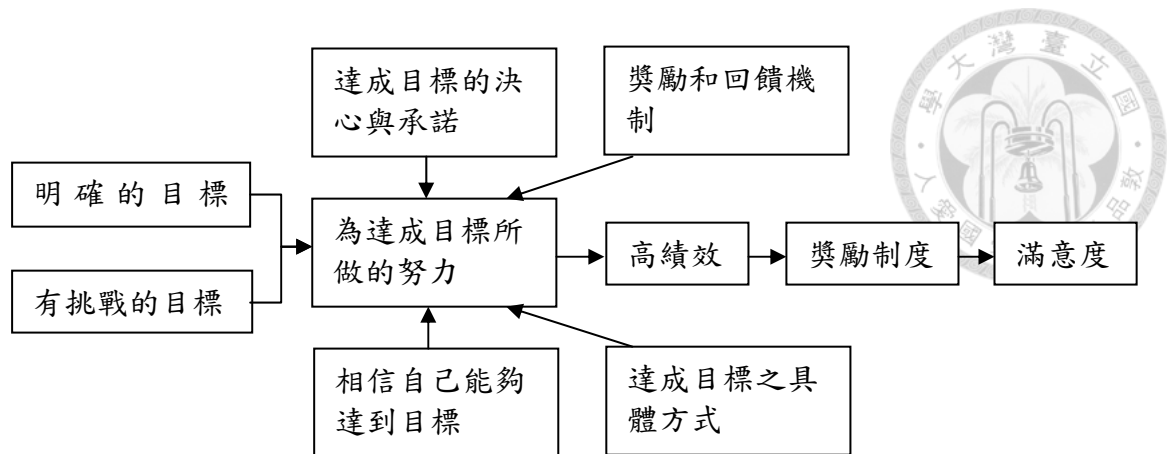 達成目標的決
心與承諾
獎勵和回饋機
制
明確的目標
有挑戰的目標
為達成目標所
做的努力
高績效
獎勵制度
滿意度
相信自己能夠
達到目標
達成目標之具
體方式